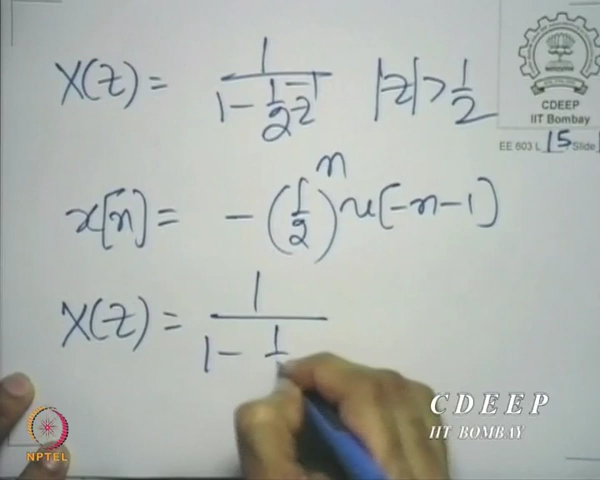 X(z) = 1 / (1 - 1/2 z^-1) |z| > 1/2
CDEEP
IIT Bombay
EE 603 L 15 Slide
x[n] = - (1/2)^n u[-n-1]
X(z) = 1 / (1 - 1/
CDEEP
IIT BOMBAY
NPTEL